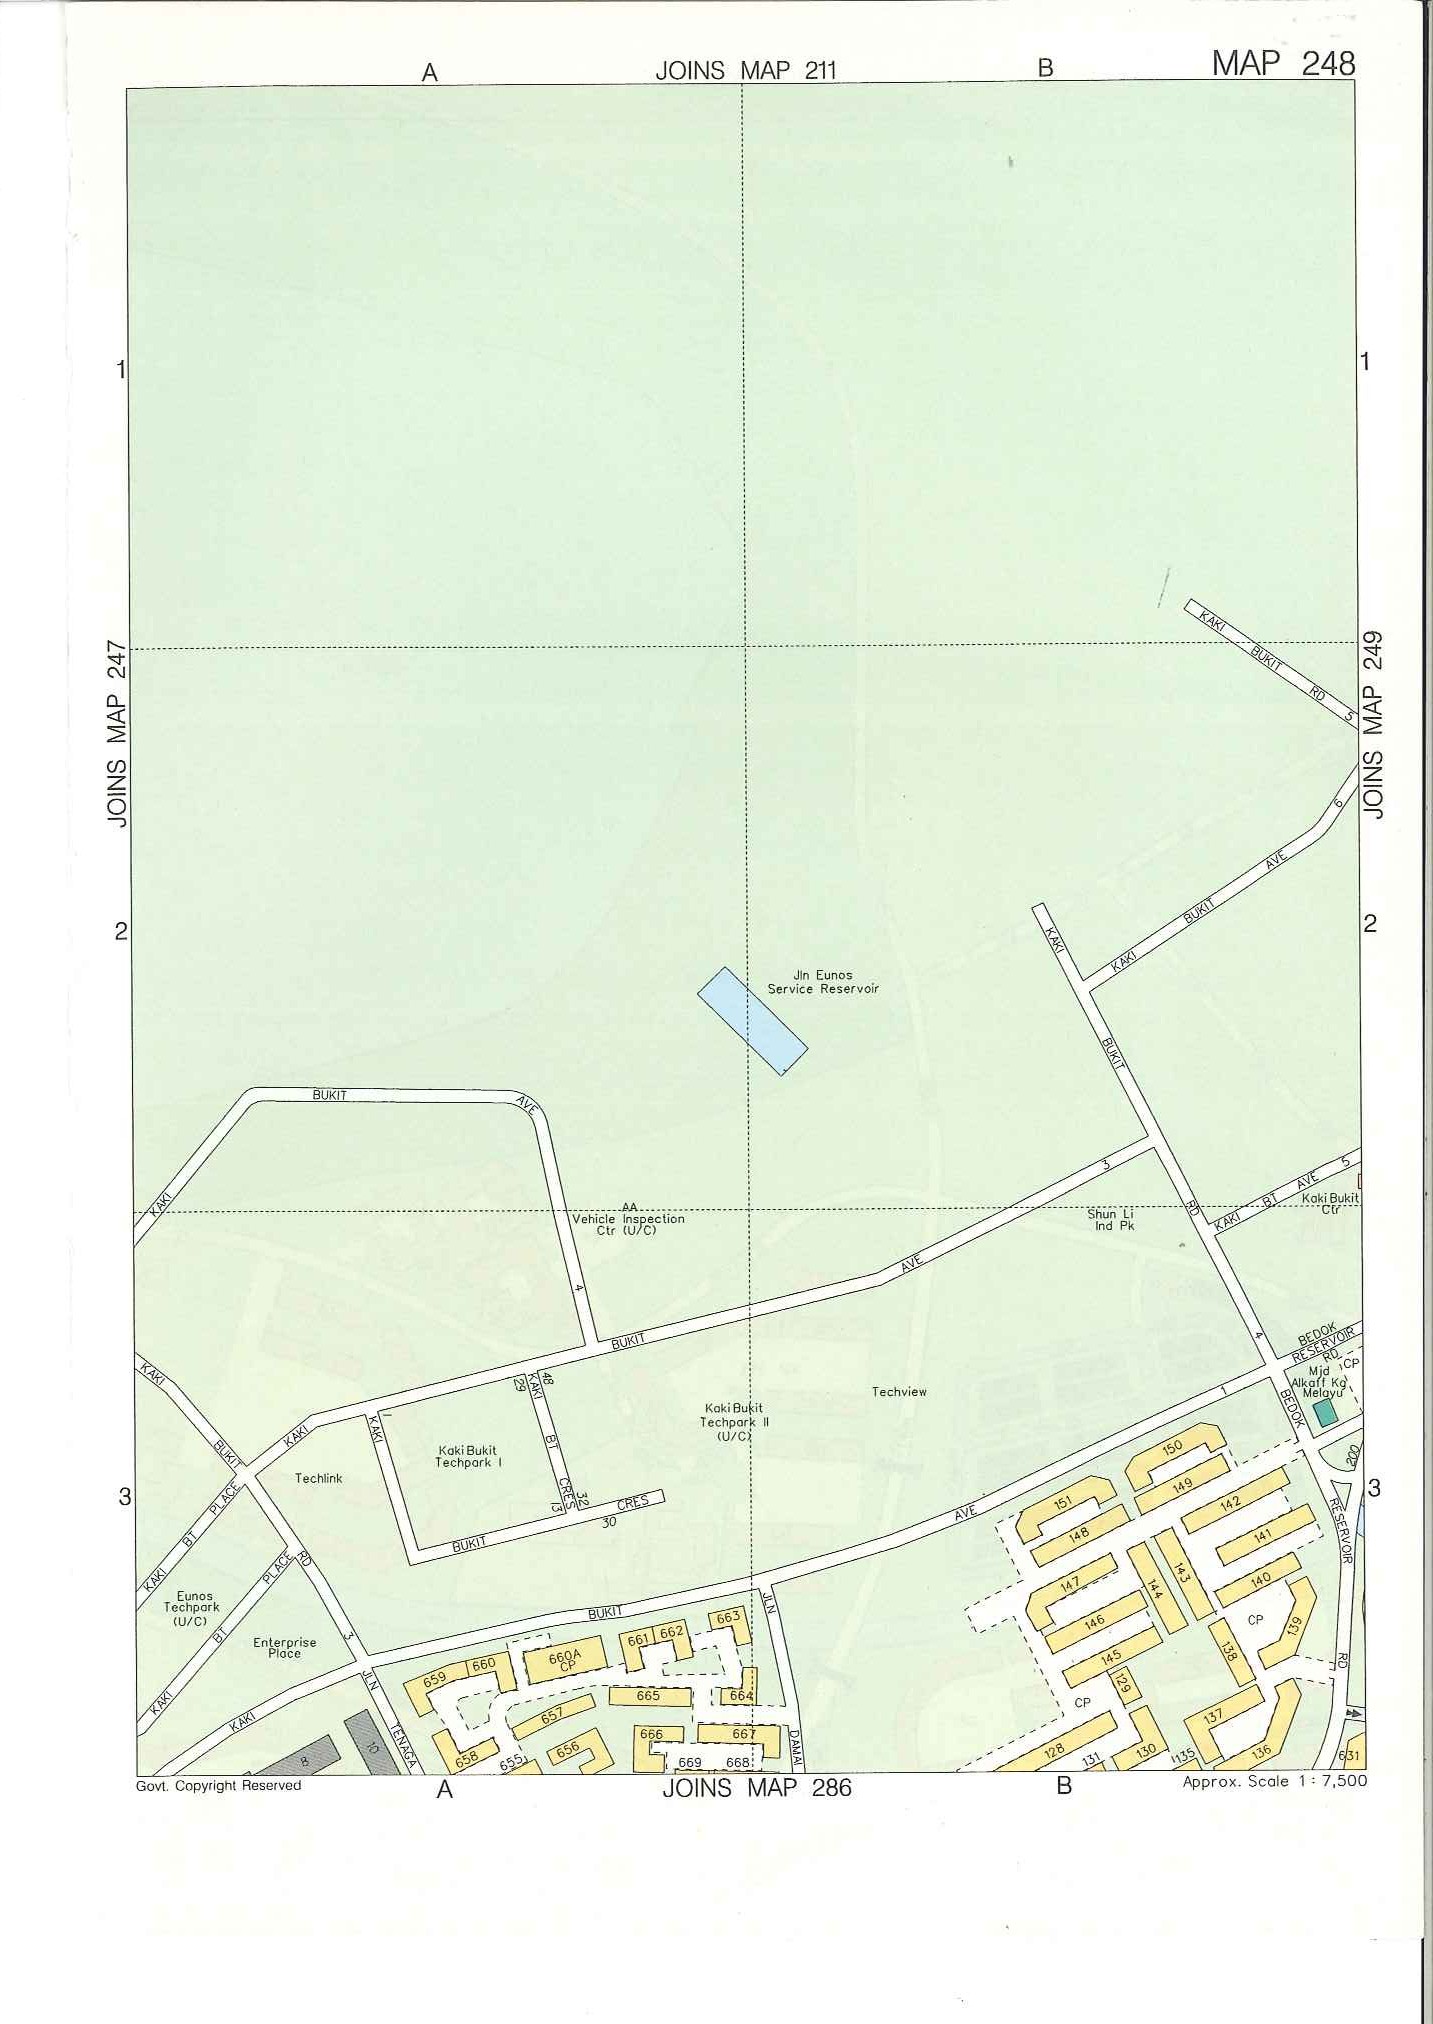 MAP 248
A
JOINS MAP 211
B
1
1
JOINS MAP 247
JOINS MAP 249
KAKI
BUKIT
RD
5
6
AVE
BUKIT
KAKI
2
2
KAKI
BUKIT
RD
4
Jln Eunos
Service Reservoir
BUKIT
AVE
KAKI
4
AA
Vehicle Inspection
Ctr (U/C)
3
AVE
BUKIT
KAKI
Shun Li
Ind Pk
KAKI
BT
AVE
5
Kaki Bukit
Ctr
BEDOK
RESERVOIR
RD
CP
Mjd
Alkaff Kg
Melayu
BEDOK
RESERVOIR
RD
200
KAKI
BUKIT
RD
3
48
29
KAKI
BT
CRES
13
32
1
KAKI
BUKIT
CRES
30
Kaki Bukit
Techpark I
Kaki Bukit
Techpark II
(U/C)
Techview
Techlink
3
3
KAKI
BT
PLACE
KAKI
BT
PLACE
Eunos
Techpark
(U/C)
Enterprise
Place
KAKI
BUKIT
AVE
1
JLN
TENAGA
JLN
DAMAI
8
10
659
660
660A
CP
661
662
663
664
665
657
658
655
656
666
667
669
668
150
151
149
142
148
141
147
144
143
140
146
CP
139
145
138
129
CP
137
128
131
130
135
136
631
Govt. Copyright Reserved
A
JOINS MAP 286
B
Approx. Scale 1 : 7,500